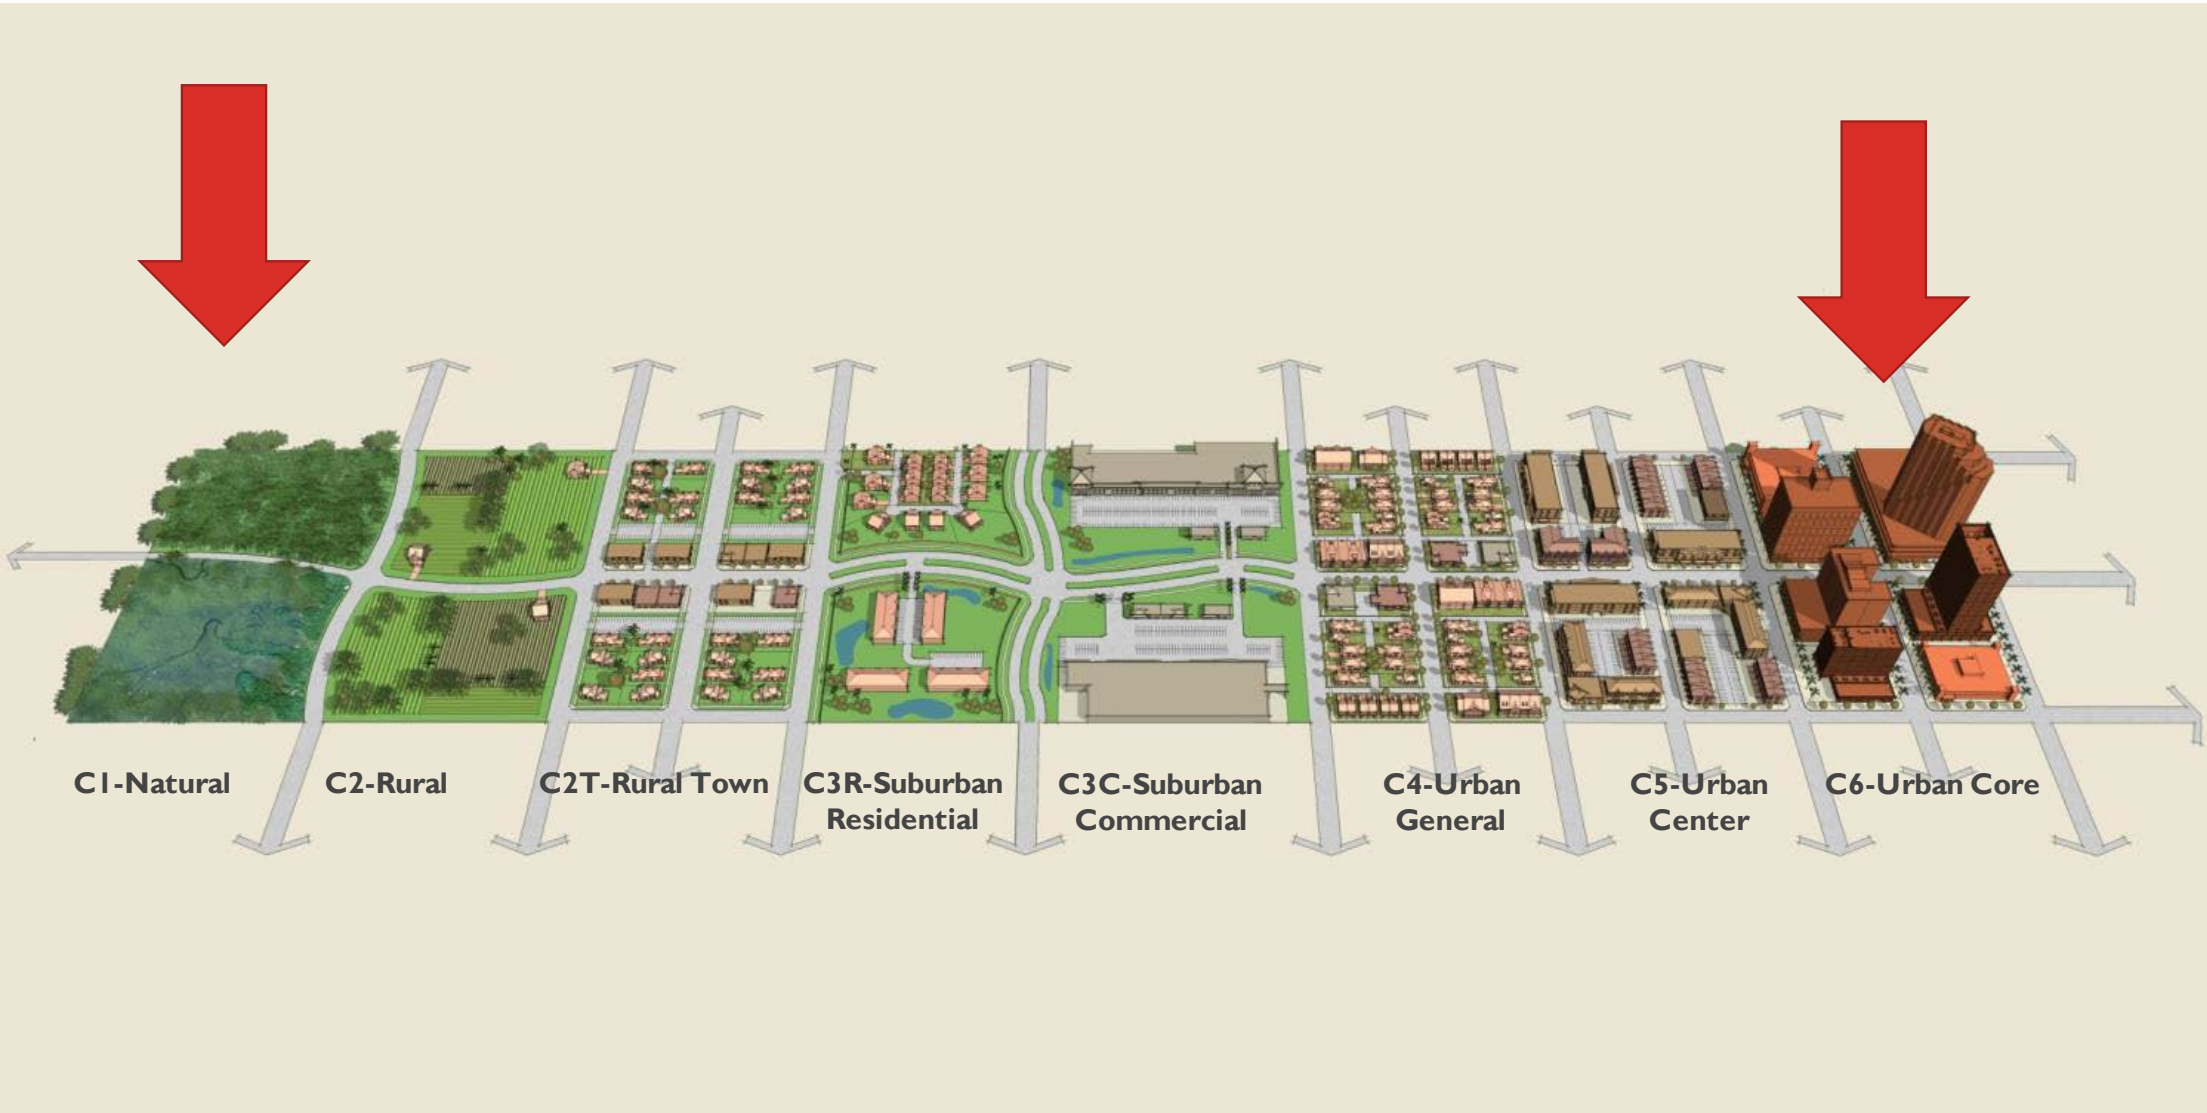 C1-Natural
C2-Rural
C2T-Rural Town
C3R-Suburban
Residential
C3C-Suburban
Commercial
C4-Urban
General
C5-Urban
Center
C6-Urban Core